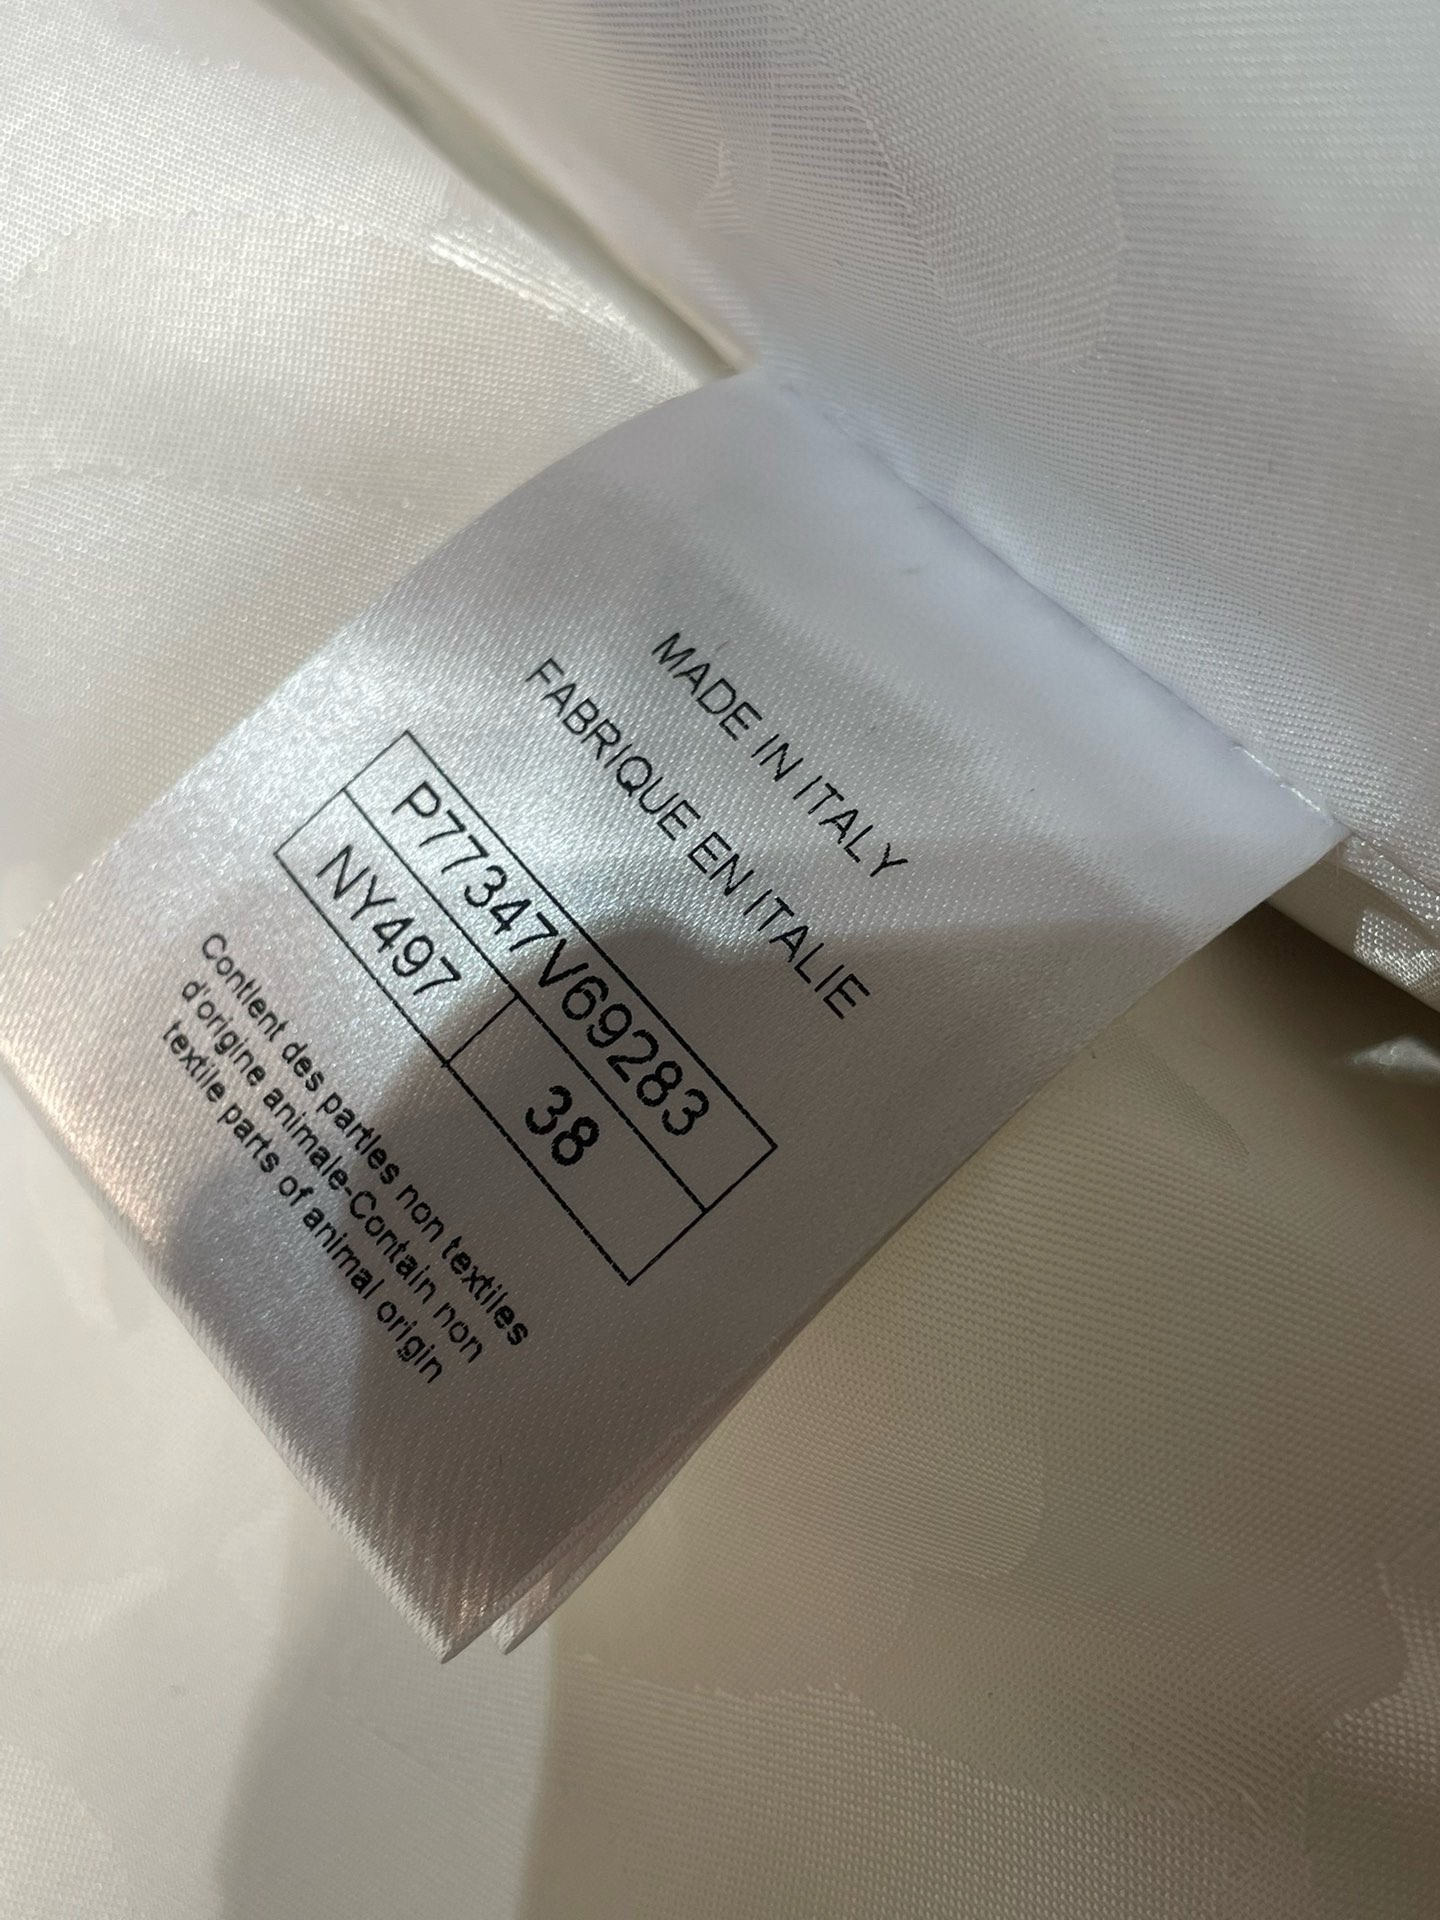 MADE IN ITALY
FABRIQUE EN ITALIE
P77347V69283
NY497 38
Contient des parties non textiles
d'origine animale-Contain non
textile parts of animal origin